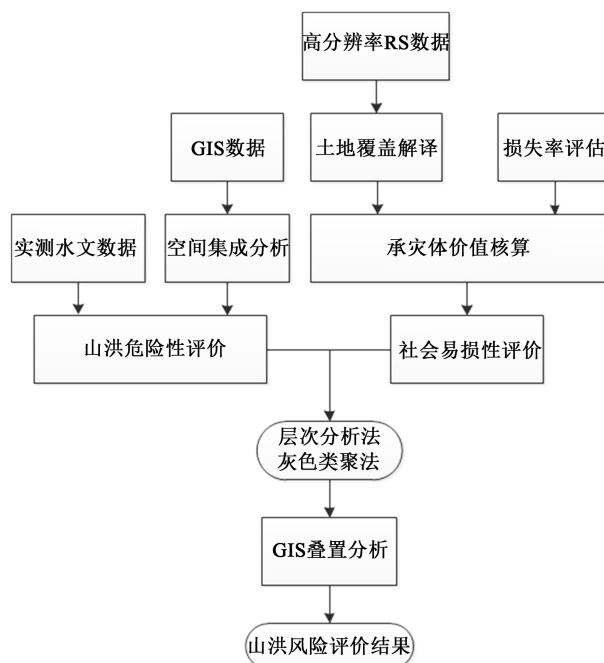 高分辨率RS数据
GIS数据
土地覆盖解译
损失率评估
实测水文数据
空间集成分析
承灾体价值核算
山洪危险性评价
社会易损性评价
层次分析法
灰色类聚法
GIS叠置分析
山洪风险评价结果